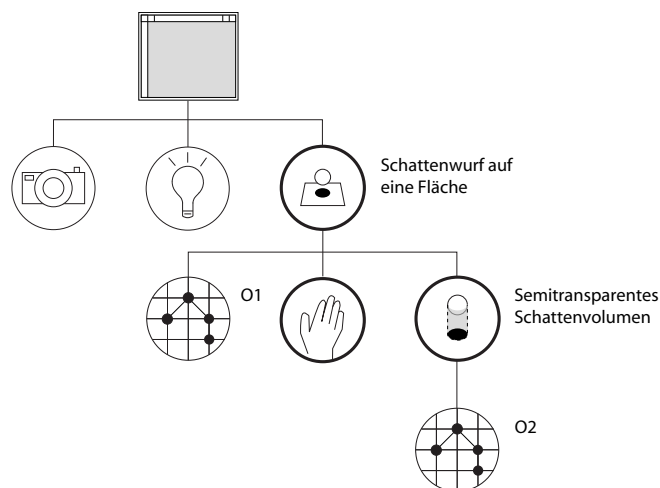 Schattenwurf auf
eine Fläche
O1
Semitransparentes
Schattenvolumen
O2